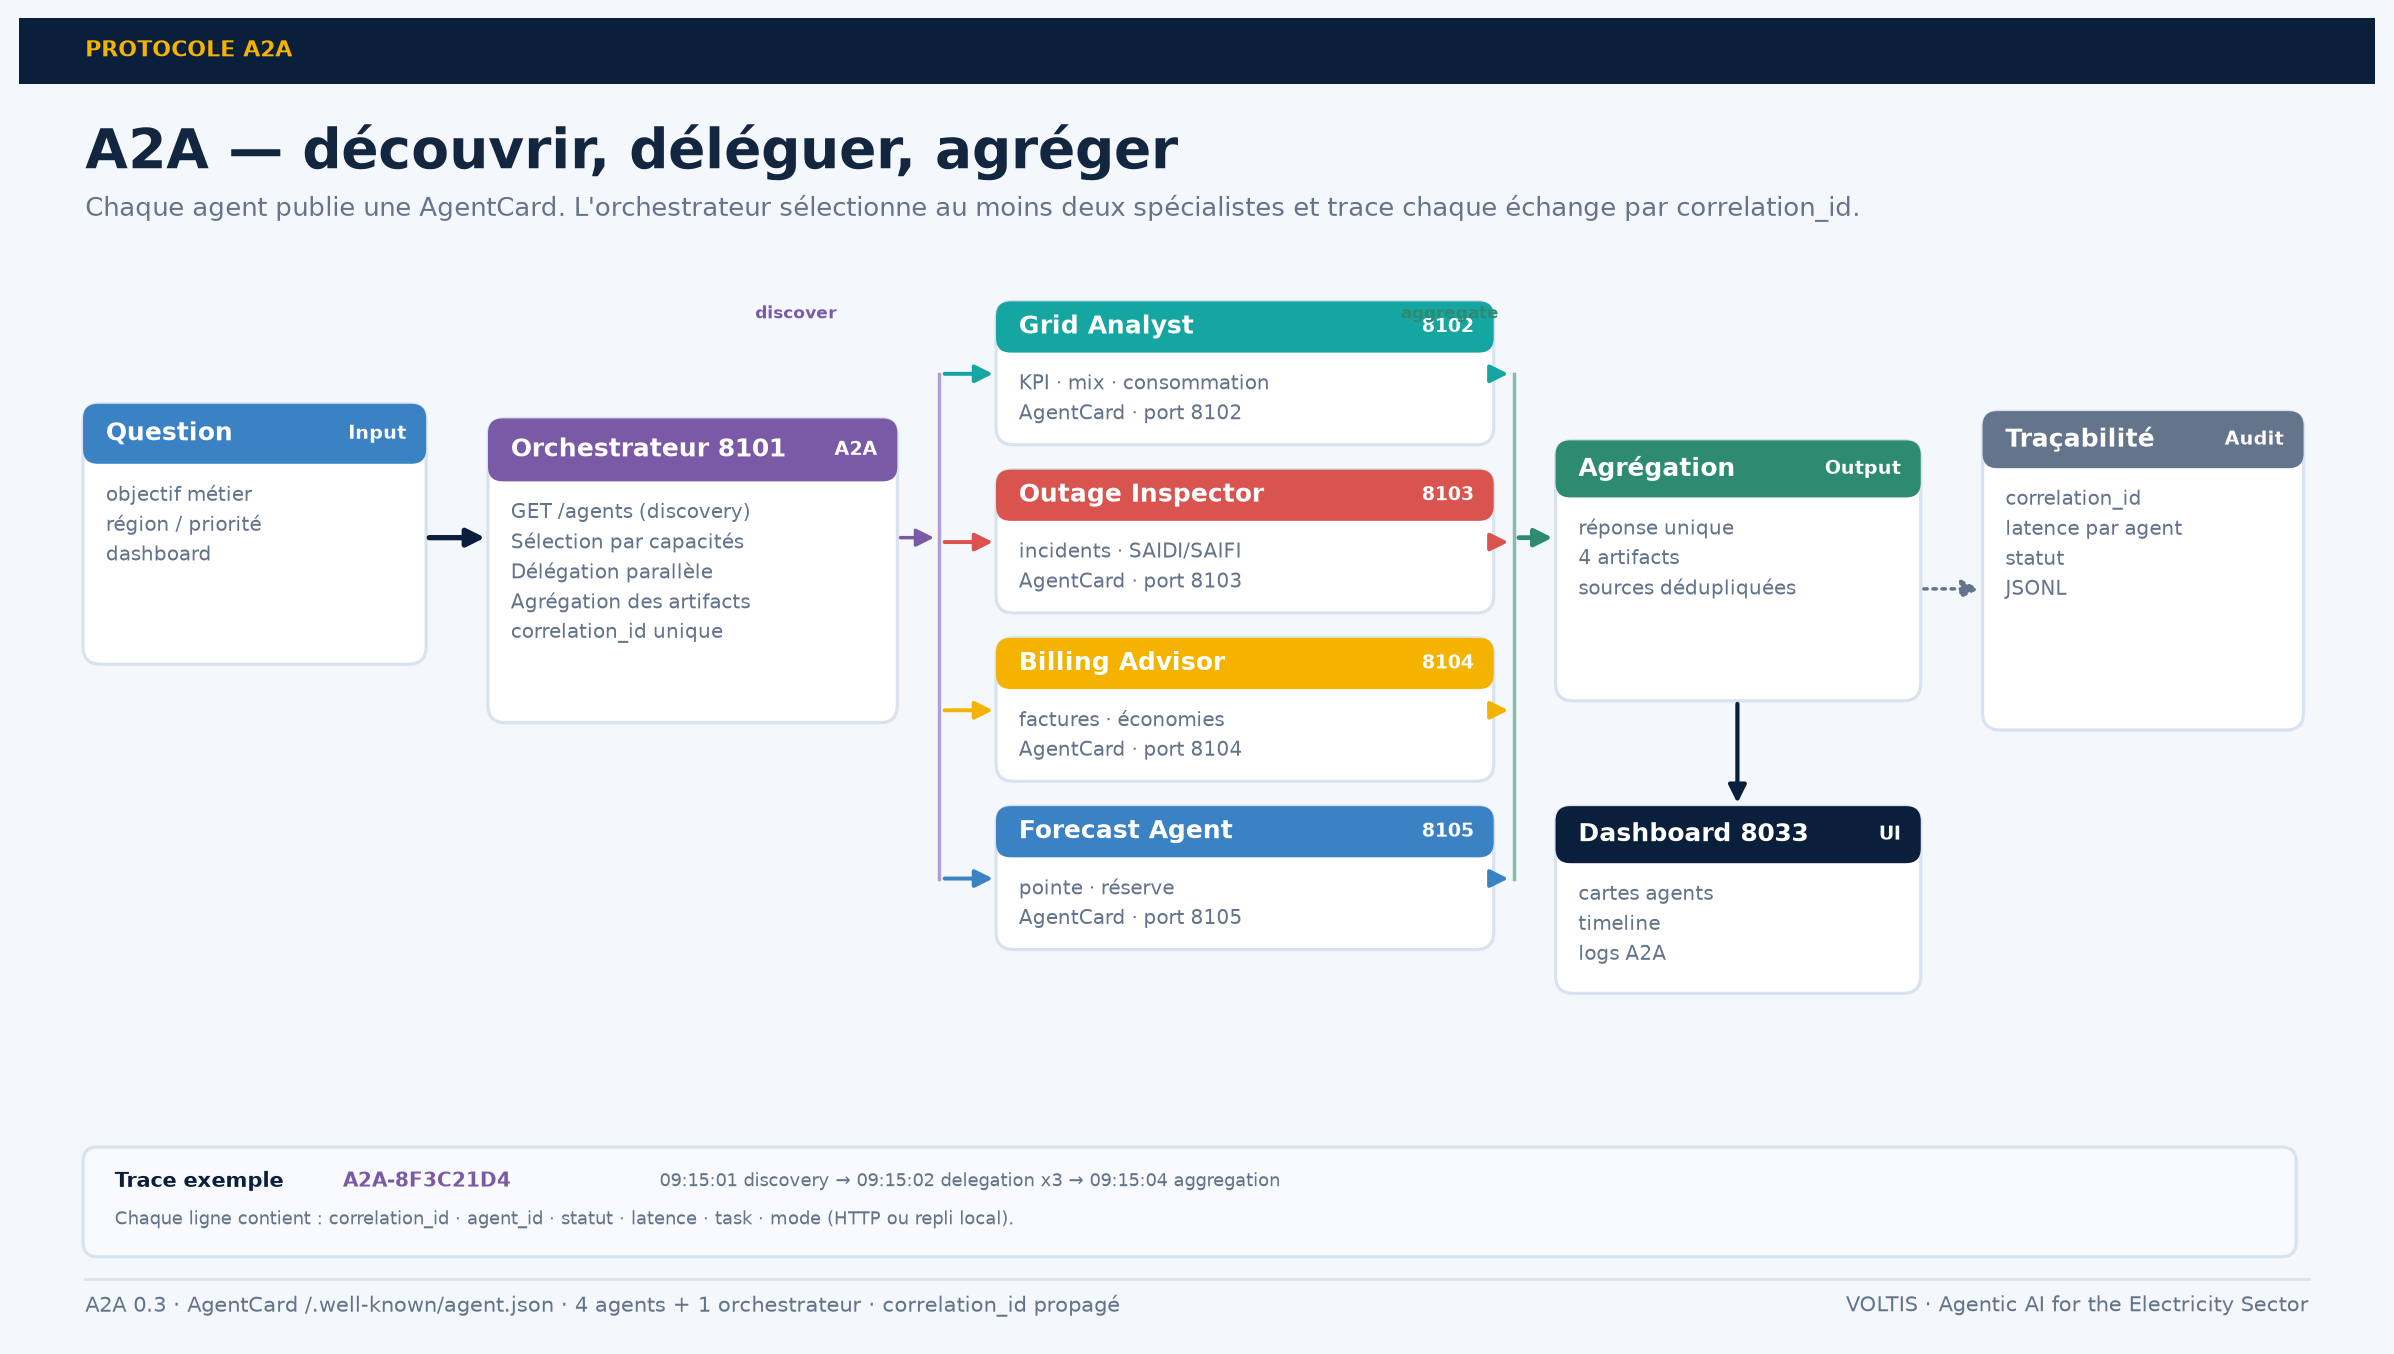 PROTOCOLE A2A
A2A — découvrir, déléguer, agréger
Chaque agent publie une AgentCard. L'orchestrateur sélectionne au moins deux spécialistes et trace chaque échange par correlation_id.
discover
aggregate
Question Input
objectif métier
région / priorité
dashboard
Orchestrateur 8101 A2A
GET /agents (discovery)
Sélection par capacités
Délégation parallèle
Agrégation des artifacts
correlation_id unique
Grid Analyst 8102
KPI · mix · consommation
AgentCard · port 8102
Outage Inspector 8103
incidents · SAIDI/SAIFI
AgentCard · port 8103
Billing Advisor 8104
factures · économies
AgentCard · port 8104
Forecast Agent 8105
pointe · réserve
AgentCard · port 8105
Agrégation Output
réponse unique
4 artifacts
sources dédupliquées
Dashboard 8033 UI
cartes agents
timeline
logs A2A
Traçabilité Audit
correlation_id
latence par agent
statut
JSONL
Trace exemple A2A-8F3C21D4 09:15:01 discovery → 09:15:02 delegation x3 → 09:15:04 aggregation
Chaque ligne contient : correlation_id · agent_id · statut · latence · task · mode (HTTP ou repli local).
A2A 0.3 · AgentCard /.well-known/agent.json · 4 agents + 1 orchestrateur · correlation_id propagé
VOLTIS · Agentic AI for the Electricity Sector